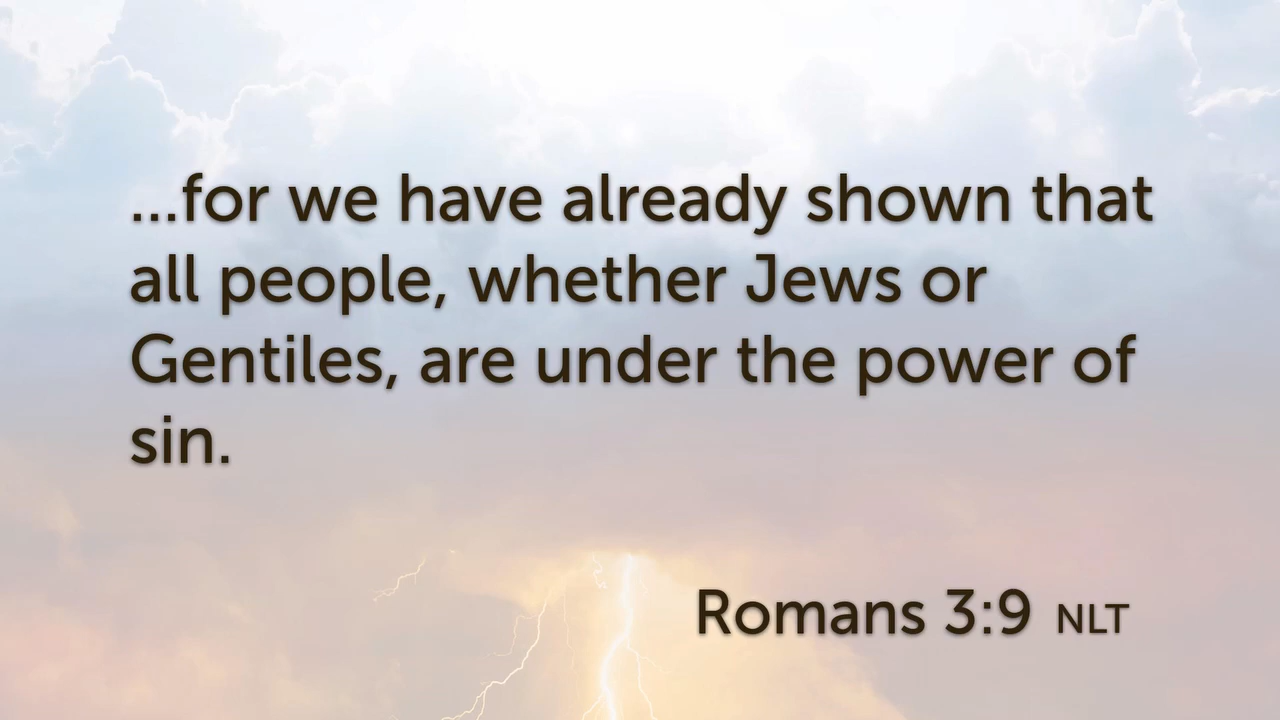 ...for we have already shown that
all people, whether Jews or
Gentiles, are under the power of
sin.
Romans 3:9 NLT